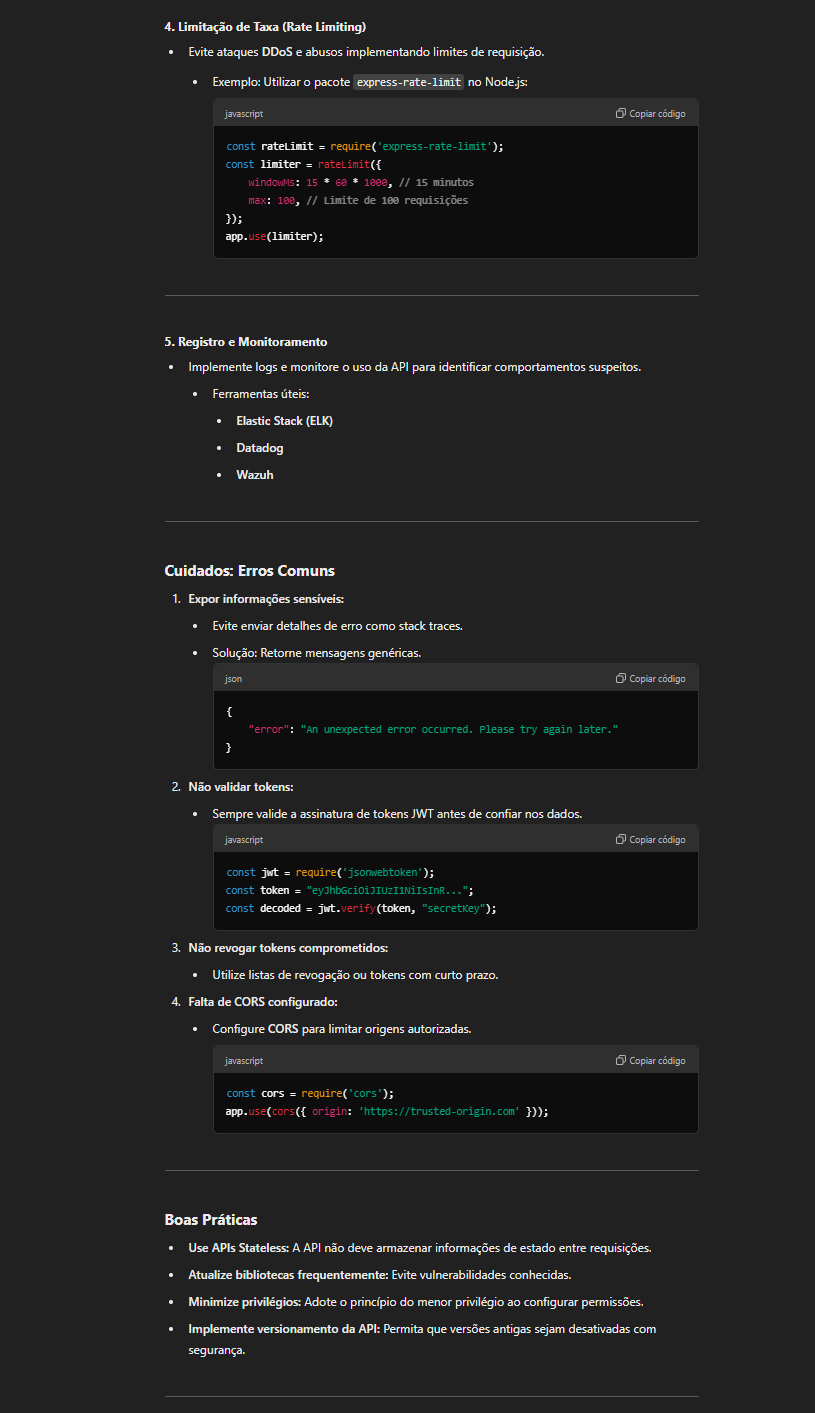 4. Limitação de Taxa (Rate Limiting)
Evite ataques DDoS e abusos implementando limites de requisição.
Exemplo: Utilizar o pacote express-rate-limit no Node.js:
javascript
Copiar código
const rateLimit = require('express-rate-limit');
const limiter = rateLimit({
    windowMs: 15 * 60 * 1000, // 15 minutos
    max: 100, // Limite de 100 requisições
});
app.use(limiter);
5. Registro e Monitoramento
Implemente logs e monitore o uso da API para identificar comportamentos suspeitos.
Ferramentas úteis:
Elastic Stack (ELK)
Datadog
Wazuh
Cuidados: Erros Comuns
1. Expor informações sensíveis:
Evite enviar detalhes de erro como stack traces.
Solução: Retorne mensagens genéricas.
json
Copiar código
{
    "error": "An unexpected error occurred. Please try again later."
}
2. Não validar tokens:
Sempre valide a assinatura de tokens JWT antes de confiar nos dados.
javascript
Copiar código
const jwt = require('jsonwebtoken');
const token = "eyJhbGciOiJIUzI1NiIsInR...";
const decoded = jwt.verify(token, "secretKey");
3. Não revogar tokens comprometidos:
Utilize listas de revogação ou tokens com curto prazo.
4. Falta de CORS configurado:
Configure CORS para limitar origens autorizadas.
javascript
Copiar código
const cors = require('cors');
app.use(cors({ origin: 'https://trusted-origin.com' }));
Boas Práticas
Use APIs Stateless: A API não deve armazenar informações de estado entre requisições.
Atualize bibliotecas frequentemente: Evite vulnerabilidades conhecidas.
Minimize privilégios: Adote o princípio do menor privilégio ao configurar permissões.
Implemente versionamento da API: Permita que versões antigas sejam desativadas com
segurança.